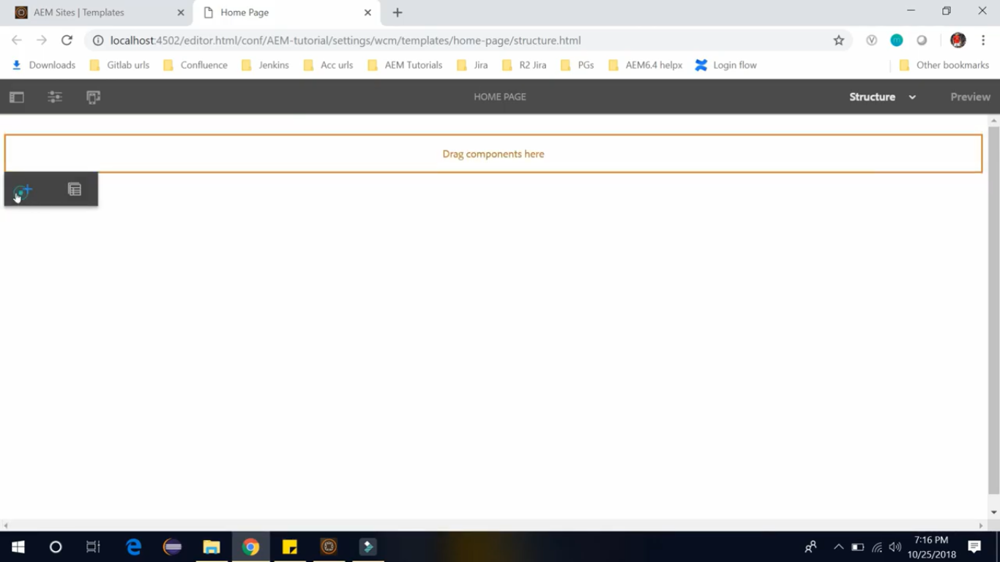 AEM Sites | Templates
Home Page
localhost:4502/editor.html/conf/AEM-tutorial/settings/wcm/templates/home-page/structure.html
Downloads Gitlab urls Confluence Jenkins Acc urls AEM Tutorials Jira R2 Jira PGs AEM6.4 helpx Login flow Other bookmarks
HOME PAGE
Structure
Preview
Drag components here
7:16 PM
10/25/2018